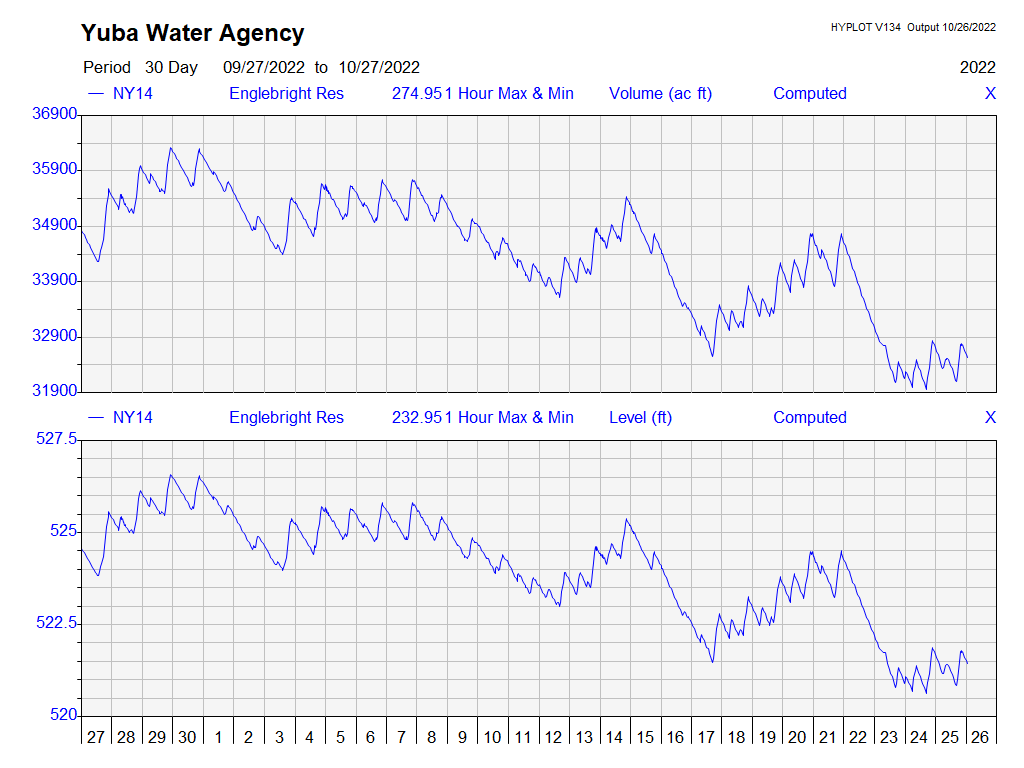 Yuba Water Agency
HYPLOT V134 Output 10/26/2022
Period 30 Day 09/27/2022 to 10/27/2022 2022
NY14 Englebright Res 274.951 Hour Max & Min Volume (ac ft) Computed X
36900
35900
34900
33900
32900
31900
NY14 Englebright Res 232.951 Hour Max & Min Level (ft) Computed X
527.5
525
522.5
520
27 28 29 30 1 2 3 4 5 6 7 8 9 10 11 12 13 14 15 16 17 18 19 20 21 22 23 24 25 26